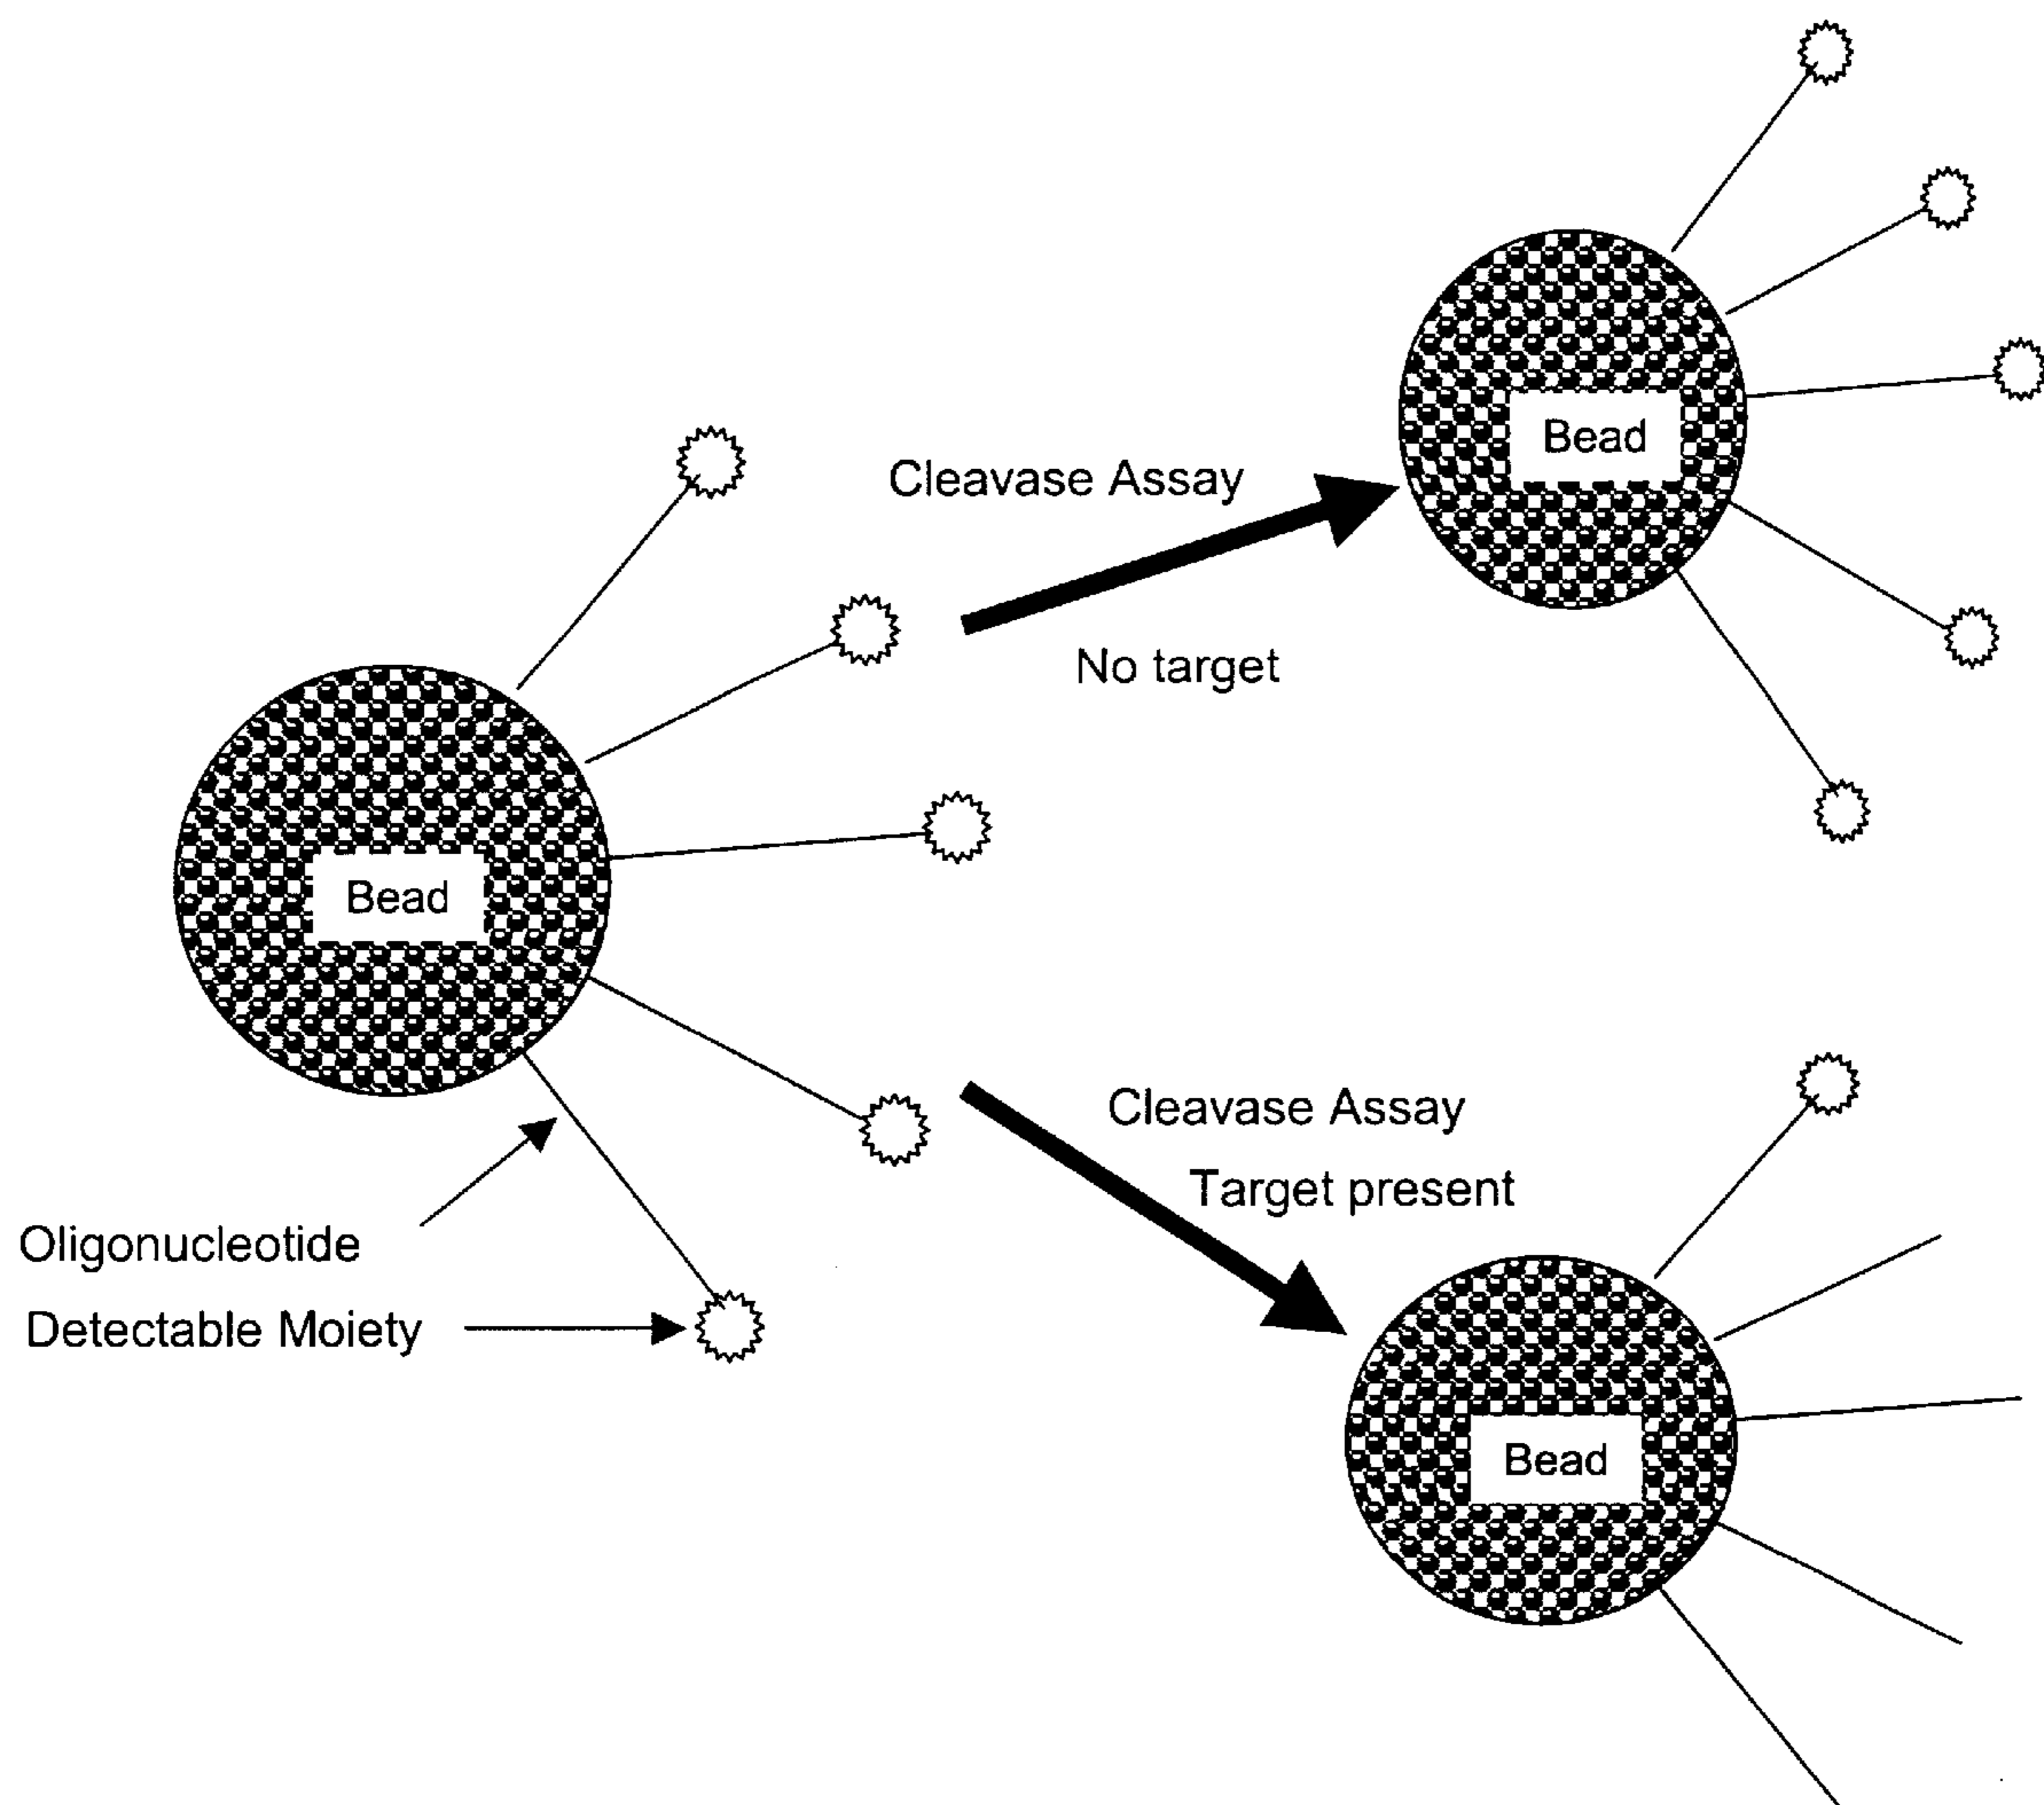 Cleavase Assay
No target
Bead
Bead
Oligonucleotide
Detectable Moiety
Cleavase Assay
Target present
Bead